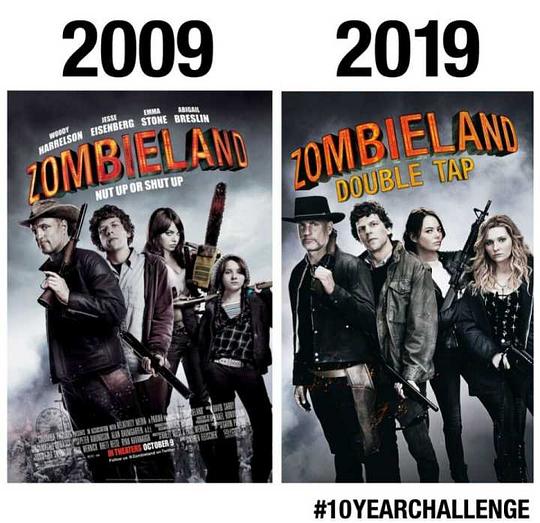 2009
2019
WOODY HARRELSON
JESSE EISENBERG
EMMA STONE
ABIGAIL BRESLIN
ZOMBIELAND
NUT UP OR SHUT UP
IN THEATERS OCTOBER 9
ZOMBIELAND
DOUBLE TAP
#10YEARCHALLENGE